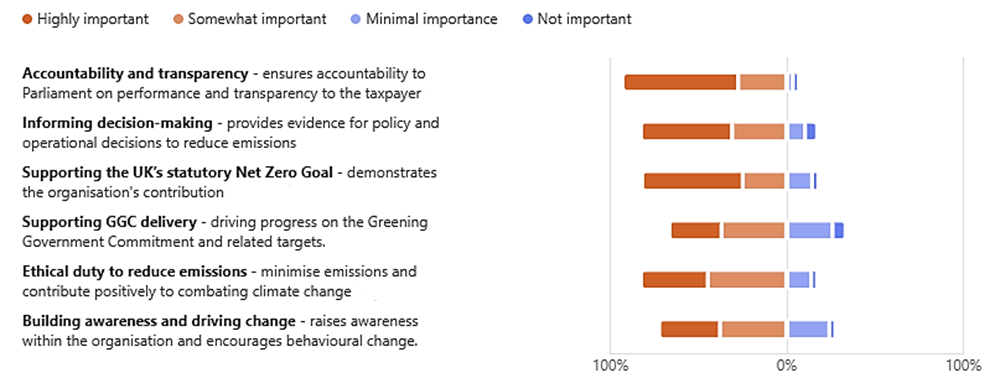 Highly important Somewhat important Minimal importance Not important
Accountability and transparency - ensures accountability to
Parliament on performance and transparency to the taxpayer
Informing decision-making - provides evidence for policy and
operational decisions to reduce emissions
Supporting the UK's statutory Net Zero Goal - demonstrates
the organisation's contribution
Supporting GGC delivery - driving progress on the Greening
Government Commitment and related targets.
Ethical duty to reduce emissions - minimise emissions and
contribute positively to combating climate change
Building awareness and driving change - raises awareness
within the organisation and encourages behavioural change.
100% 0% 100%